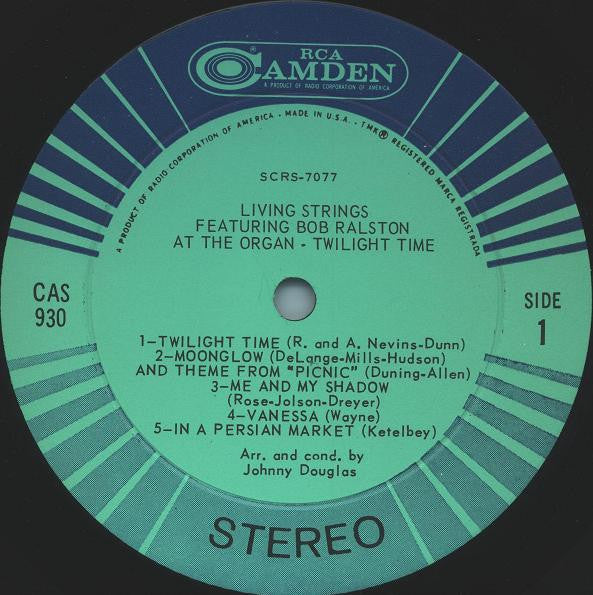 RCA
CAMDEN
A PRODUCT OF RADIO CORPORATION OF AMERICA
A PRODUCT OF RADIO CORPORATION OF AMERICA · MADE IN U.S.A. · TMK ® REGISTERED MARCA REGISTRADA
SCRS-7077
LIVING STRINGS
FEATURING BOB RALSTON
AT THE ORGAN - TWILIGHT TIME
CAS
930
SIDE
1
1-TWILIGHT TIME (R. and A. Nevins-Dunn)
2-MOONGLOW (DeLange-Mills-Hudson)
AND THEME FROM "PICNIC" (Duning-Allen)
3-ME AND MY SHADOW
(Rose-Jolson-Dreyer)
4-VANESSA (Wayne)
5-IN A PERSIAN MARKET (Ketelbey)
Arr. and cond. by
Johnny Douglas
STEREO